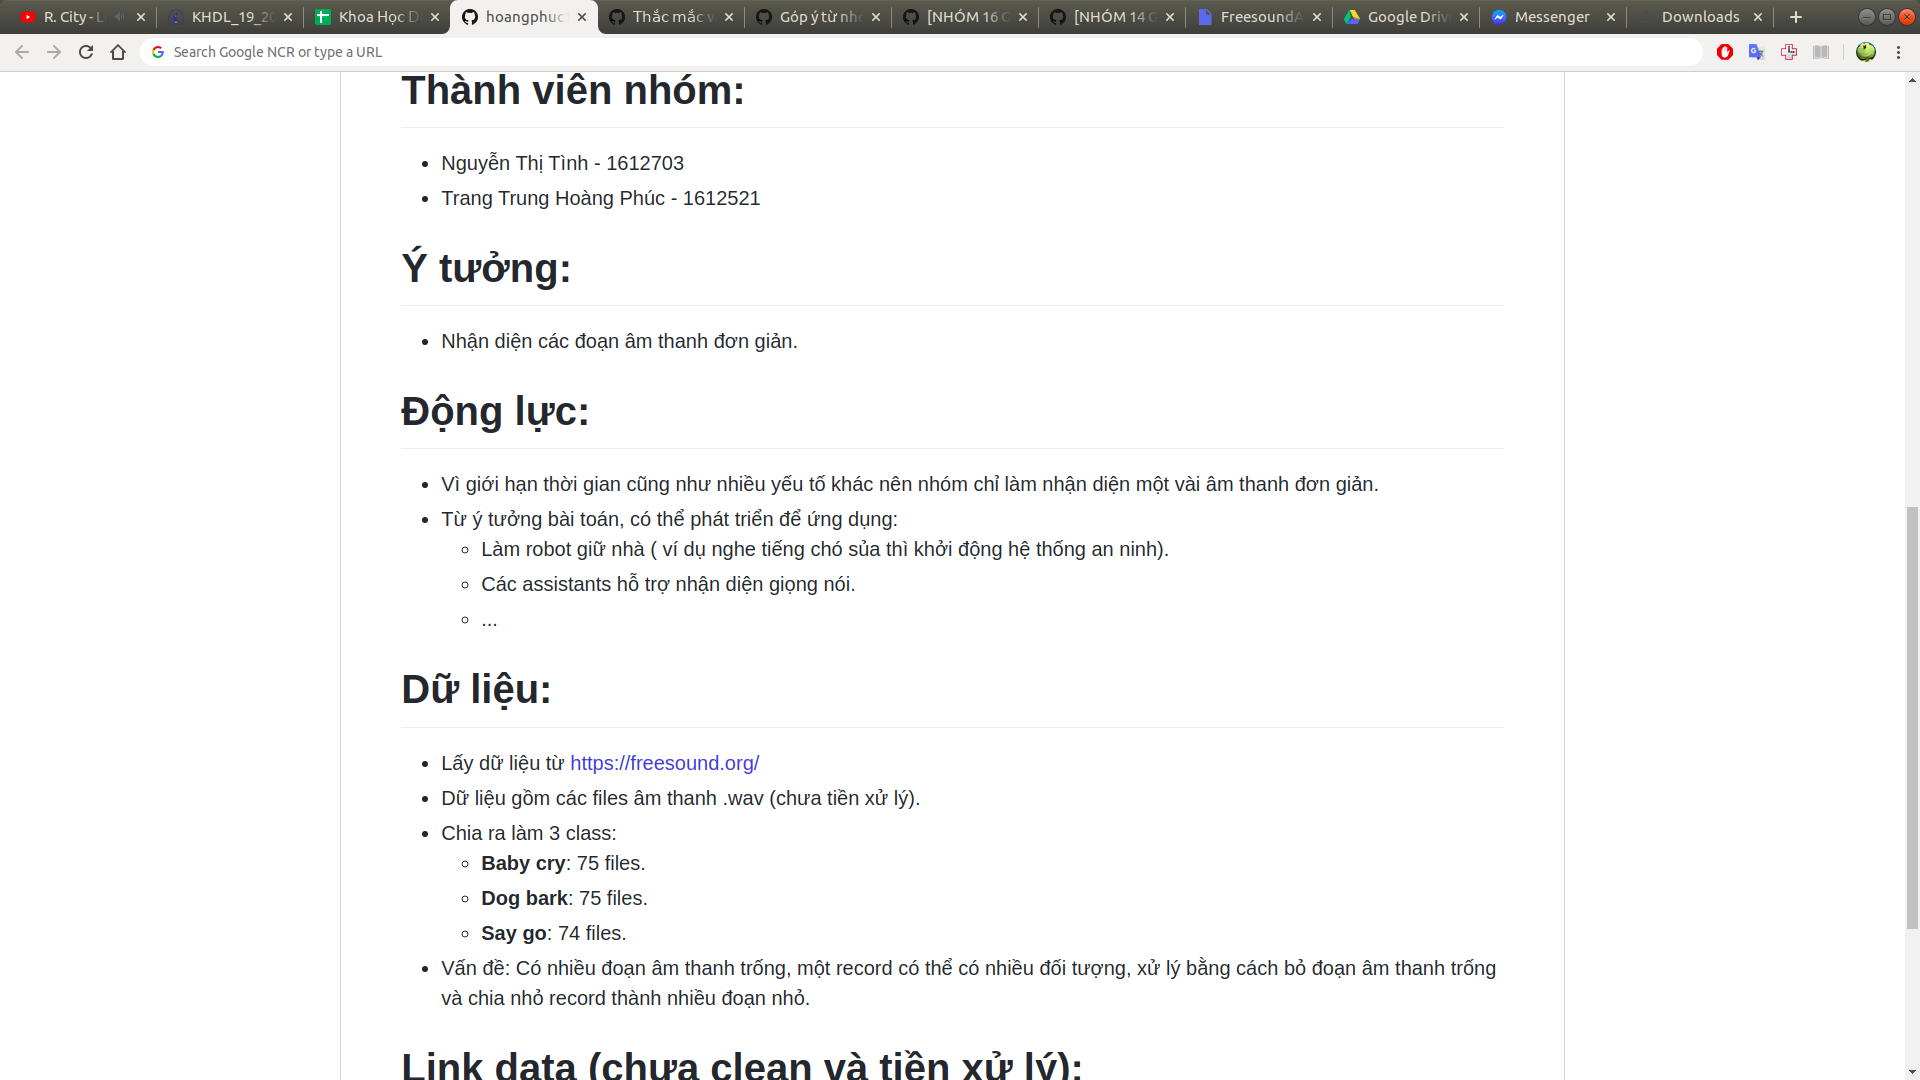 R. City - L
KHDL_19_20
Khoa Học D
hoangphuc
Thắc mắc v
Góp ý từ nh
[NHÓM 16
[NHÓM 14
FreesoundA
Google Driv
Messenger
Downloads
Search Google NCR or type a URL
Thành viên nhóm:
Nguyễn Thị Tình - 1612703
Trang Trung Hoàng Phúc - 1612521
Ý tưởng:
Nhận diện các đoạn âm thanh đơn giản.
Động lực:
Vì giới hạn thời gian cũng như nhiều yếu tố khác nên nhóm chỉ làm nhận diện một vài âm thanh đơn giản.
Từ ý tưởng bài toán, có thể phát triển để ứng dụng:
Làm robot giữ nhà ( ví dụ nghe tiếng chó sủa thì khởi động hệ thống an ninh).
Các assistants hỗ trợ nhận diện giọng nói.
...
Dữ liệu:
Lấy dữ liệu từ https://freesound.org/
Dữ liệu gồm các files âm thanh .wav (chưa tiền xử lý).
Chia ra làm 3 class:
Baby cry: 75 files.
Dog bark: 75 files.
Say go: 74 files.
Vấn đề: Có nhiều đoạn âm thanh trống, một record có thể có nhiều đối tượng, xử lý bằng cách bỏ đoạn âm thanh trống
và chia nhỏ record thành nhiều đoạn nhỏ.
Link data (chưa clean và tiền xử lý):